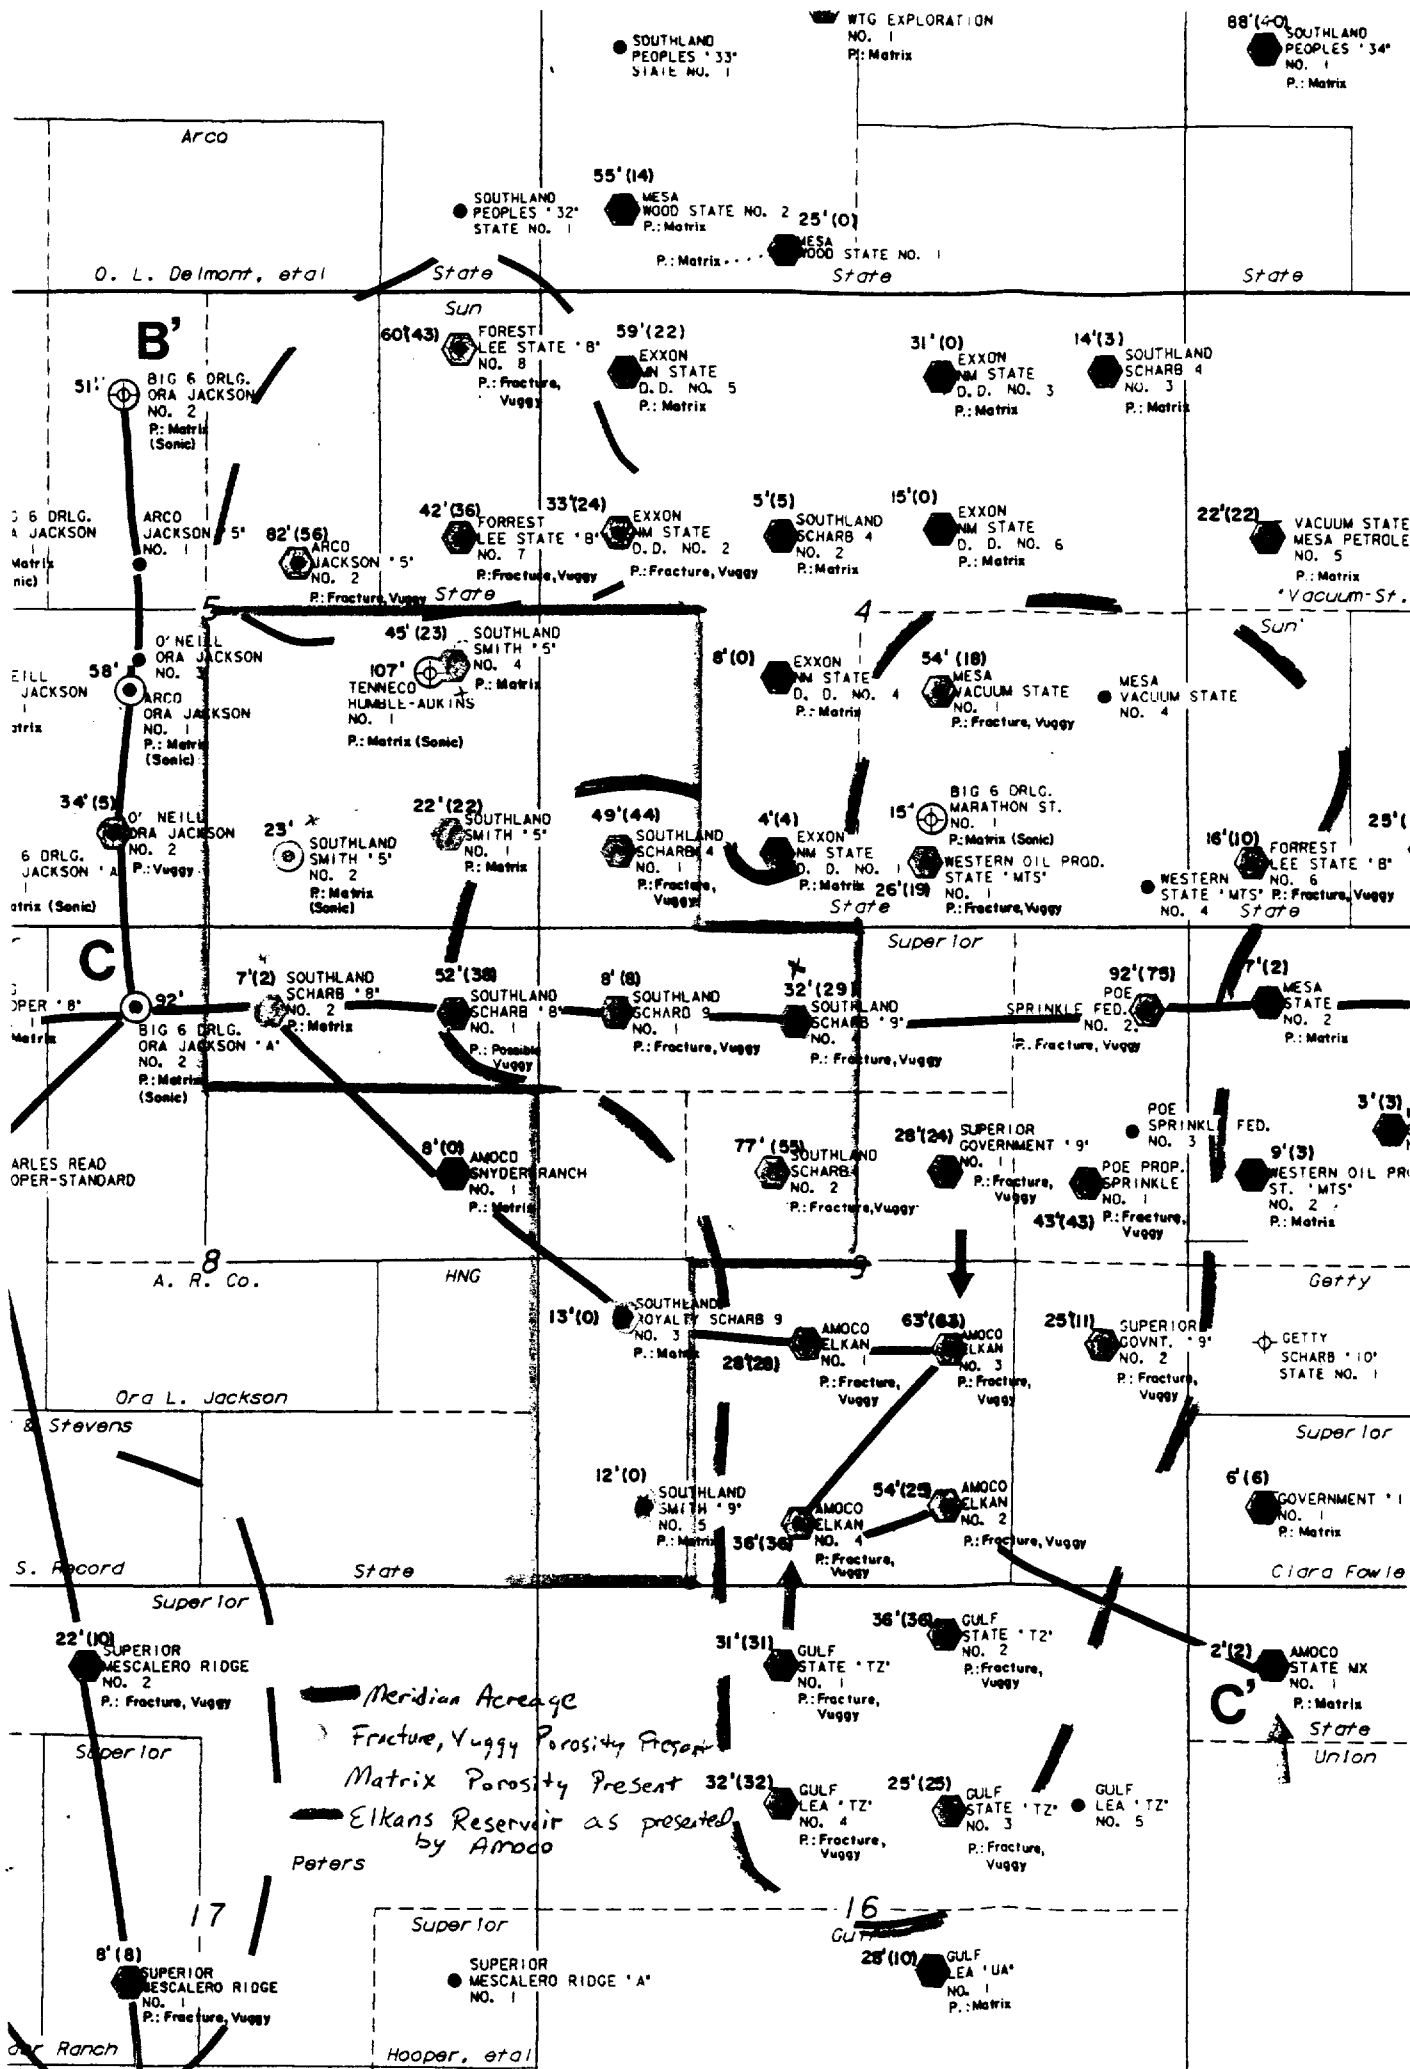 WTG EXPLORATION
NO. 1
P.: Matrix
SOUTHLAND
PEOPLES "33"
STATE NO. 1
88'(40)
SOUTHLAND
PEOPLES "34"
NO. 1
P.: Matrix
Arco
SOUTHLAND
PEOPLES "32"
STATE NO. 1
55'(14)
MESA
WOOD STATE NO. 2
P.: Matrix
25'(0)
MESA
WOOD STATE NO. 1
P.: Matrix
O. L. Delmont, etal
State
State
State
Sun
B'
51'
BIG 6 DRLG.
ORA JACKSON
NO. 2
P.: Matrix
(Sonic)
60'(43)
FOREST
LEE STATE "B"
NO. 8
P.: Fracture,
Vuggy
59'(22)
EXXON
MN STATE
D.D. NO. 5
P.: Matrix
31'(0)
EXXON
NM STATE
D.D. NO. 3
P.: Matrix
14'(3)
SOUTHLAND
SCHARB 4
NO. 3
P.: Matrix
6 DRLG.
JACKSON
1
Matrix
ARCO
JACKSON "5"
NO. 1
82'(56)
ARCO
JACKSON "5"
NO. 2
P.: Fracture, Vuggy
42'(36)
FORREST
LEE STATE "B"
NO. 7
P.: Fracture, Vuggy
33'(24)
EXXON
NM STATE
D.D. NO. 2
P.: Fracture, Vuggy
5'(5)
SOUTHLAND
SCHARB 4
NO. 2
P.: Matrix
15'(0)
EXXON
NM STATE
D. D. NO. 6
P.: Matrix
22'(22)
VACUUM STATE
MESA PETROLE
NO. 5
P.: Matrix
State
"Vacuum-St.
5
4
Sun
O'NEILL
ORA JACKSON
NO. 3
58'
ARCO
ORA JACKSON
NO. 1
P.: Matrix
(Sonic)
JACKSON
45'(23)
SOUTHLAND
SMITH "5"
NO. 4
P.: Matrix
107'
TENNECO
HUMBLE-ADKINS
NO. 1
P.: Matrix (Sonic)
8'(0)
EXXON
NM STATE
D. D. NO. 4
P.: Matrix
54'(18)
MESA
VACUUM STATE
NO. 1
P.: Fracture, Vuggy
MESA
VACUUM STATE
NO. 4
34'(5)
O'NEILL
ORA JACKSON
NO. 2
P.: Vuggy
6 DRLG.
JACKSON "A"
(Sonic)
23'
SOUTHLAND
SMITH "5"
NO. 2
P.: Matrix
(Sonic)
22'(22)
SOUTHLAND
SMITH "5"
NO. 1
P.: Matrix
49'(44)
SOUTHLAND
SCHARB 4
NO. 1
P.: Fracture,
Vuggy
4'(4)
EXXON
NM STATE
D. D. NO. 1
P.: Matrix
15'
BIG 6 DRLG.
MARATHON ST.
NO. 1
P.: Matrix (Sonic)
26'(19)
WESTERN OIL PROD.
STATE "MTS"
NO. 1
P.: Fracture, Vuggy
WESTERN
STATE "MTS"
NO. 4
16'(10)
FORREST
LEE STATE "B"
NO. 6
P.: Fracture, Vuggy
State
State
Superior
C
92'
BIG 6 DRLG.
ORA JACKSON "A"
NO. 2
P.: Matrix
(Sonic)
7'(2)
SOUTHLAND
SCHARB "8"
NO. 2
P.: Matrix
52'(38)
SOUTHLAND
SCHARB "8"
NO. 1
P.: Possible
Vuggy
8'(8)
SOUTHLAND
SCHARB 9
NO. 1
P.: Fracture, Vuggy
32'(29)
SOUTHLAND
SCHARB "9"
NO. 4
P.: Fracture, Vuggy
92'(75)
POE
SPRINKLE FED.
NO. 2
P.: Fracture, Vuggy
7'(2)
MESA
STATE
NO. 2
P.: Matrix
ARLES READ
OPER-STANDARD
8'(0)
AMOCO
SNYDER RANCH
NO. 1
P.: Matrix
77'(55)
SOUTHLAND
SCHARB
NO. 2
P.: Fracture, Vuggy
28'(24)
SUPERIOR
GOVERNMENT "9"
NO. 1
P.: Fracture,
Vuggy
POE
SPRINKLE FED.
NO. 3
POE PROP.
SPRINKLE
NO. 1
43'(43)
P.: Fracture,
Vuggy
3'(3)
9'(3)
WESTERN OIL PR
ST. "MTS"
NO. 2
P.: Matrix
8
A. R. Co.
HNG
9
Getty
13'(0)
SOUTHLAND
ROYALTY SCHARB 9
NO. 3
P.: Matrix
28'(28)
AMOCO
ELKAN
NO. 1
P.: Fracture,
Vuggy
63'(63)
AMOCO
ELKAN
NO. 3
P.: Fracture,
Vuggy
25'(11)
SUPERIOR
GOVNT. "9"
NO. 2
P.: Fracture,
Vuggy
GETTY
SCHARB "10"
STATE NO. 1
Ora L. Jackson
& Stevens
Superior
12'(0)
SOUTHLAND
SMITH "9"
NO. 5
P.: Matrix
36'(36)
AMOCO
ELKAN
NO. 4
P.: Fracture,
Vuggy
54'(25)
AMOCO
ELKAN
NO. 2
P.: Fracture, Vuggy
6'(6)
GOVERNMENT "1
NO. 1
P.: Matrix
S. Record
State
Clara Fowle
Superior
22'(10)
SUPERIOR
MESCALERO RIDGE
NO. 2
P.: Fracture, Vuggy
31'(31)
GULF
STATE "TZ"
NO. 1
P.: Fracture,
Vuggy
36'(36)
GULF
STATE "TZ"
NO. 2
P.: Fracture,
Vuggy
2'(2)
AMOCO
STATE MX
NO. 1
P.: Matrix
C'
State
Union
Meridian Acreage
Fracture, Vuggy Porosity Present
Matrix Porosity Present
Elkans Reservoir as presented
by Amoco
Superior
32'(32)
GULF
LEA "TZ"
NO. 4
P.: Fracture,
Vuggy
25'(25)
GULF
STATE "TZ"
NO. 3
P.: Fracture,
Vuggy
GULF
LEA "TZ"
NO. 5
Peters
17
16
Superior
Gulf
8'(8)
SUPERIOR
MESCALERO RIDGE
NO. 1
P.: Fracture, Vuggy
SUPERIOR
MESCALERO RIDGE "A"
NO. 1
28'(10)
GULF
LEA "UA"
NO. 1
P.: Matrix
Ranch
Hooper, etal